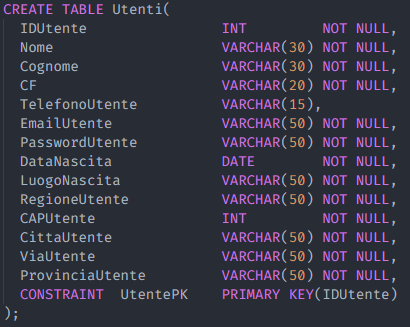 CREATE TABLE Utenti(
IDUtente INT NOT NULL,
Nome VARCHAR(30) NOT NULL,
Cognome VARCHAR(30) NOT NULL,
CF VARCHAR(20) NOT NULL,
TelefonoUtente VARCHAR(15),
EmailUtente VARCHAR(50) NOT NULL,
PasswordUtente VARCHAR(50) NOT NULL,
DataNascita DATE NOT NULL,
LuogoNascita VARCHAR(50) NOT NULL,
RegioneUtente VARCHAR(50) NOT NULL,
CAPUtente INT NOT NULL,
CittaUtente VARCHAR(50) NOT NULL,
ViaUtente VARCHAR(50) NOT NULL,
ProvinciaUtente VARCHAR(50) NOT NULL,
CONSTRAINT UtentePK PRIMARY KEY(IDUtente)
);